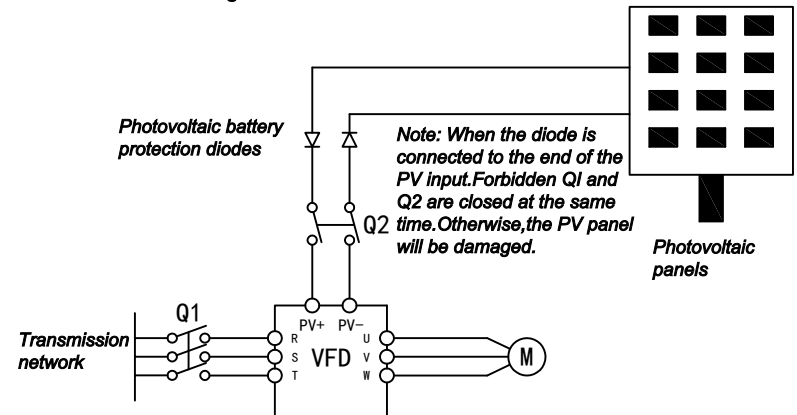 Photovoltaic battery
protection diodes
Note: When the diode is
connected to the end of the
PV input.Forbidden QI and
Q2 are closed at the same
time.Otherwise,the PV panel
will be damaged.
Q2
Photovoltaic
panels
Q1
Transmission
network
PV+ PV-
R
S
T
VFD
U
V
W
M